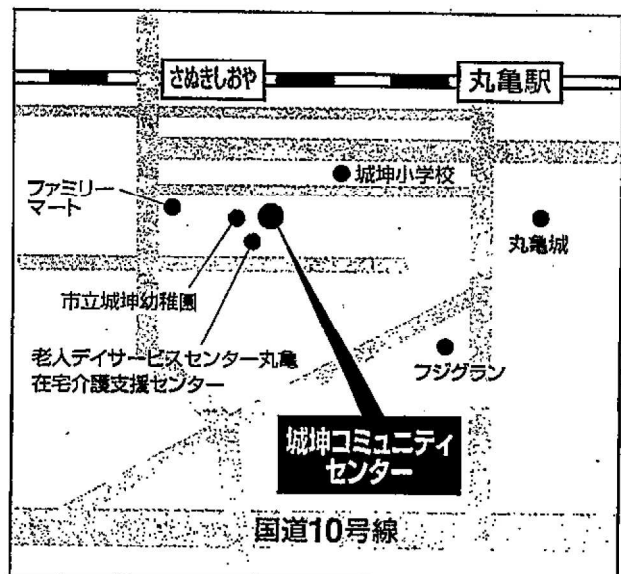 さぬきしおや
丸亀駅
城坤小学校
ファミリー
マート
丸亀城
市立城坤幼稚園
老人デイサービスセンター丸亀
在宅介護支援センター
フジグラン
城坤コミュニティ
センター
国道10号線